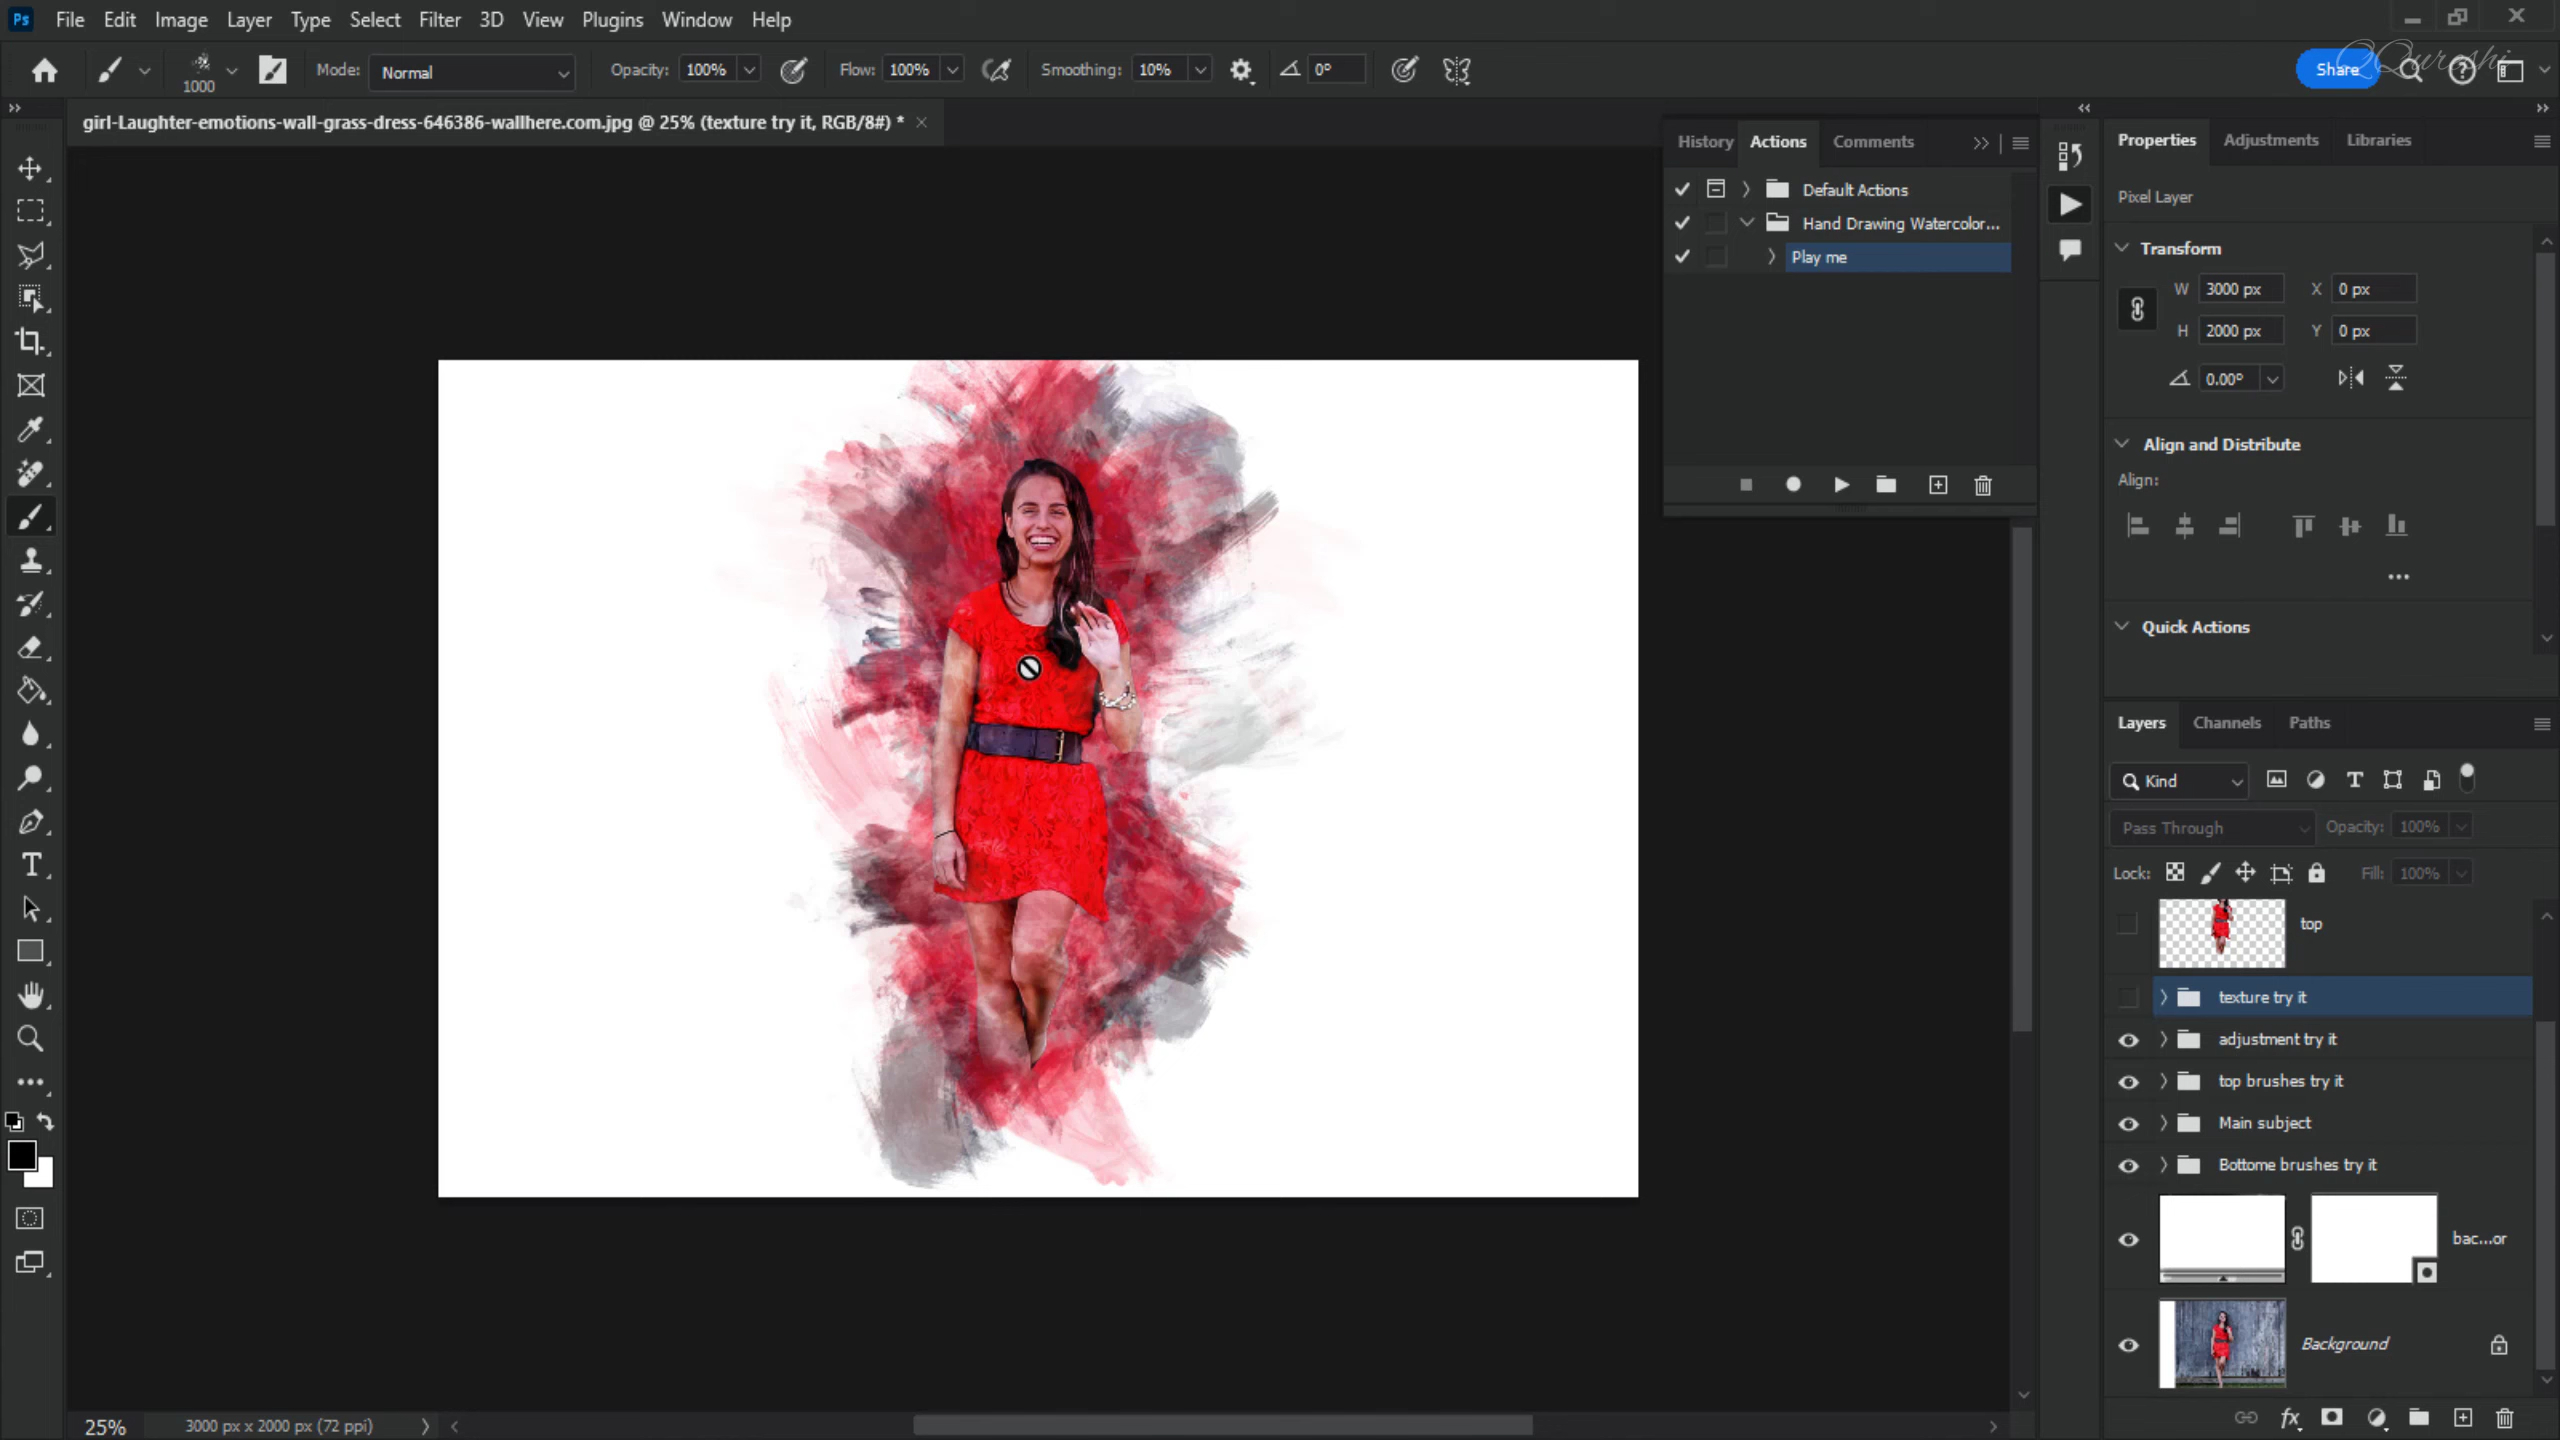 Ps File Edit Image Layer Type Select Filter 3D View Plugins Window Help
1000 Mode: Normal Opacity: 100% Flow: 100% Smoothing: 10% 0° Share
QQureshi
girl-Laughter-emotions-wall-grass-dress-646386-wallhere.com.jpg @ 25% (texture try it, RGB/8#) *
History Actions Comments
Default Actions
Hand Drawing Watercolor...
Play me
Properties Adjustments Libraries
Pixel Layer
Transform
W 3000 px X 0 px
H 2000 px Y 0 px
0.00°
Align and Distribute
Align:
Quick Actions
Layers Channels Paths
Kind
Pass Through Opacity: 100%
Lock: Fill: 100%
top
texture try it
adjustment try it
top brushes try it
Main subject
Bottome brushes try it
bac...or
Background
fx
25% 3000 px x 2000 px (72 ppi)